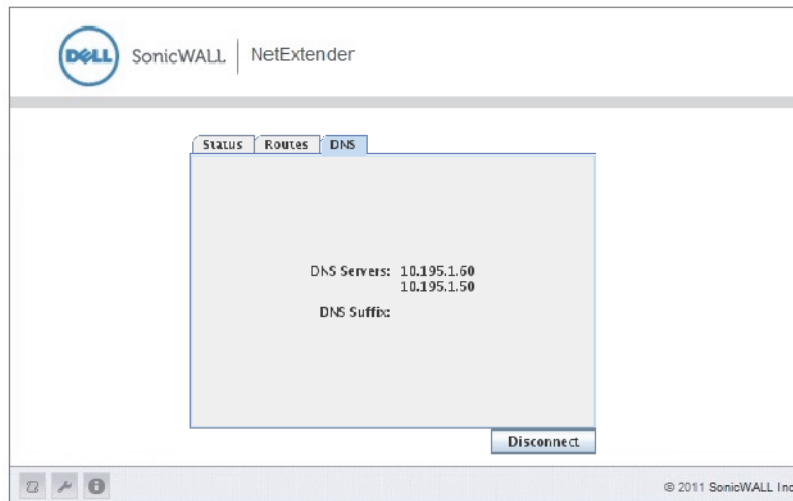 DELL SonicWALL NetExtender
Status Routes DNS
DNS Servers: 10.195.1.60
10.195.1.50
DNS Suffix:
Disconnect
© 2011 SonicWALL Inc